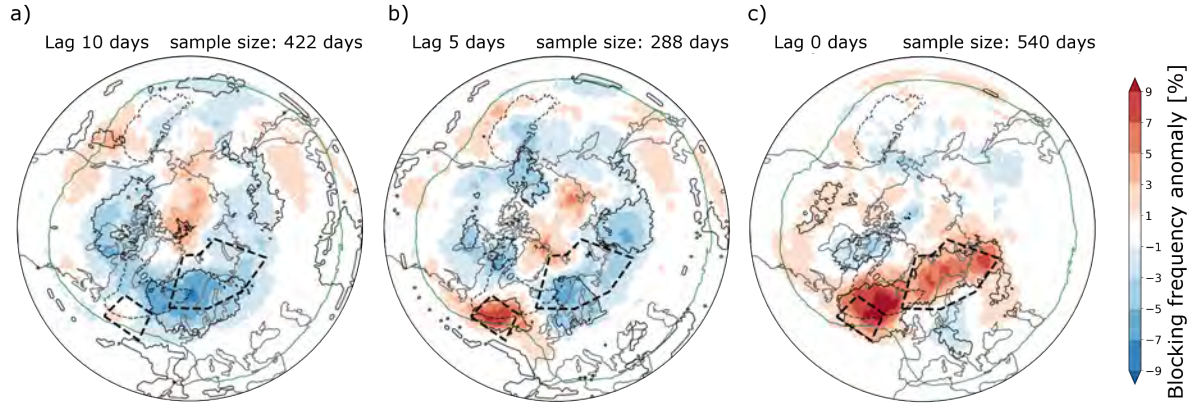 a)
b)
c)
Lag 10 days sample size: 422 days
Lag 5 days sample size: 288 days
Lag 0 days sample size: 540 days
9
7
5
3
1
−1
−3
−5
−7
−9
Blocking frequency anomaly [%]